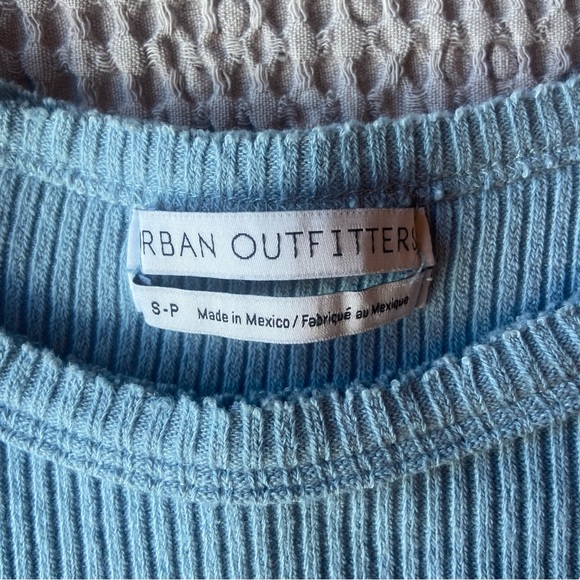 RBAN OUTFITTERS
S-P Made in Mexico / Fabriqué au Mexique